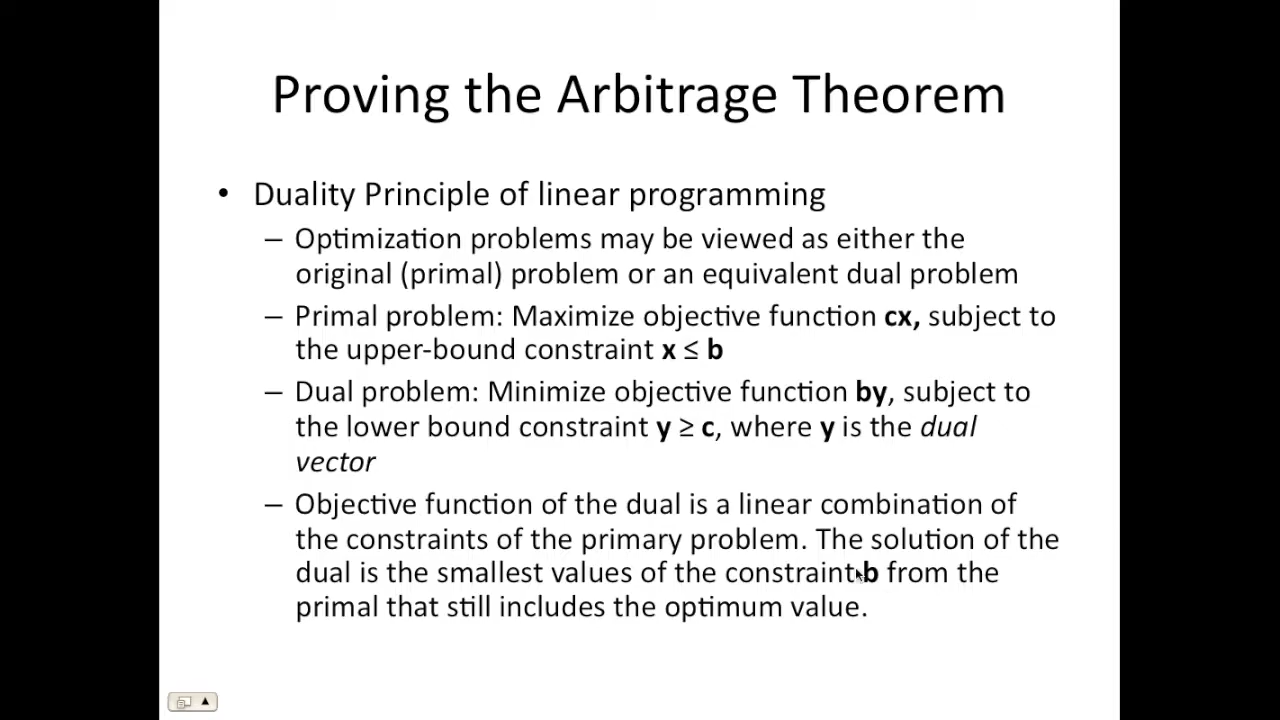 Proving the Arbitrage Theorem
• Duality Principle of linear programming
– Optimization problems may be viewed as either the
original (primal) problem or an equivalent dual problem
– Primal problem: Maximize objective function cx, subject to
the upper-bound constraint x ≤ b
– Dual problem: Minimize objective function by, subject to
the lower bound constraint y ≥ c, where y is the dual
vector
– Objective function of the dual is a linear combination of
the constraints of the primary problem. The solution of the
dual is the smallest values of the constraint b from the
primal that still includes the optimum value.